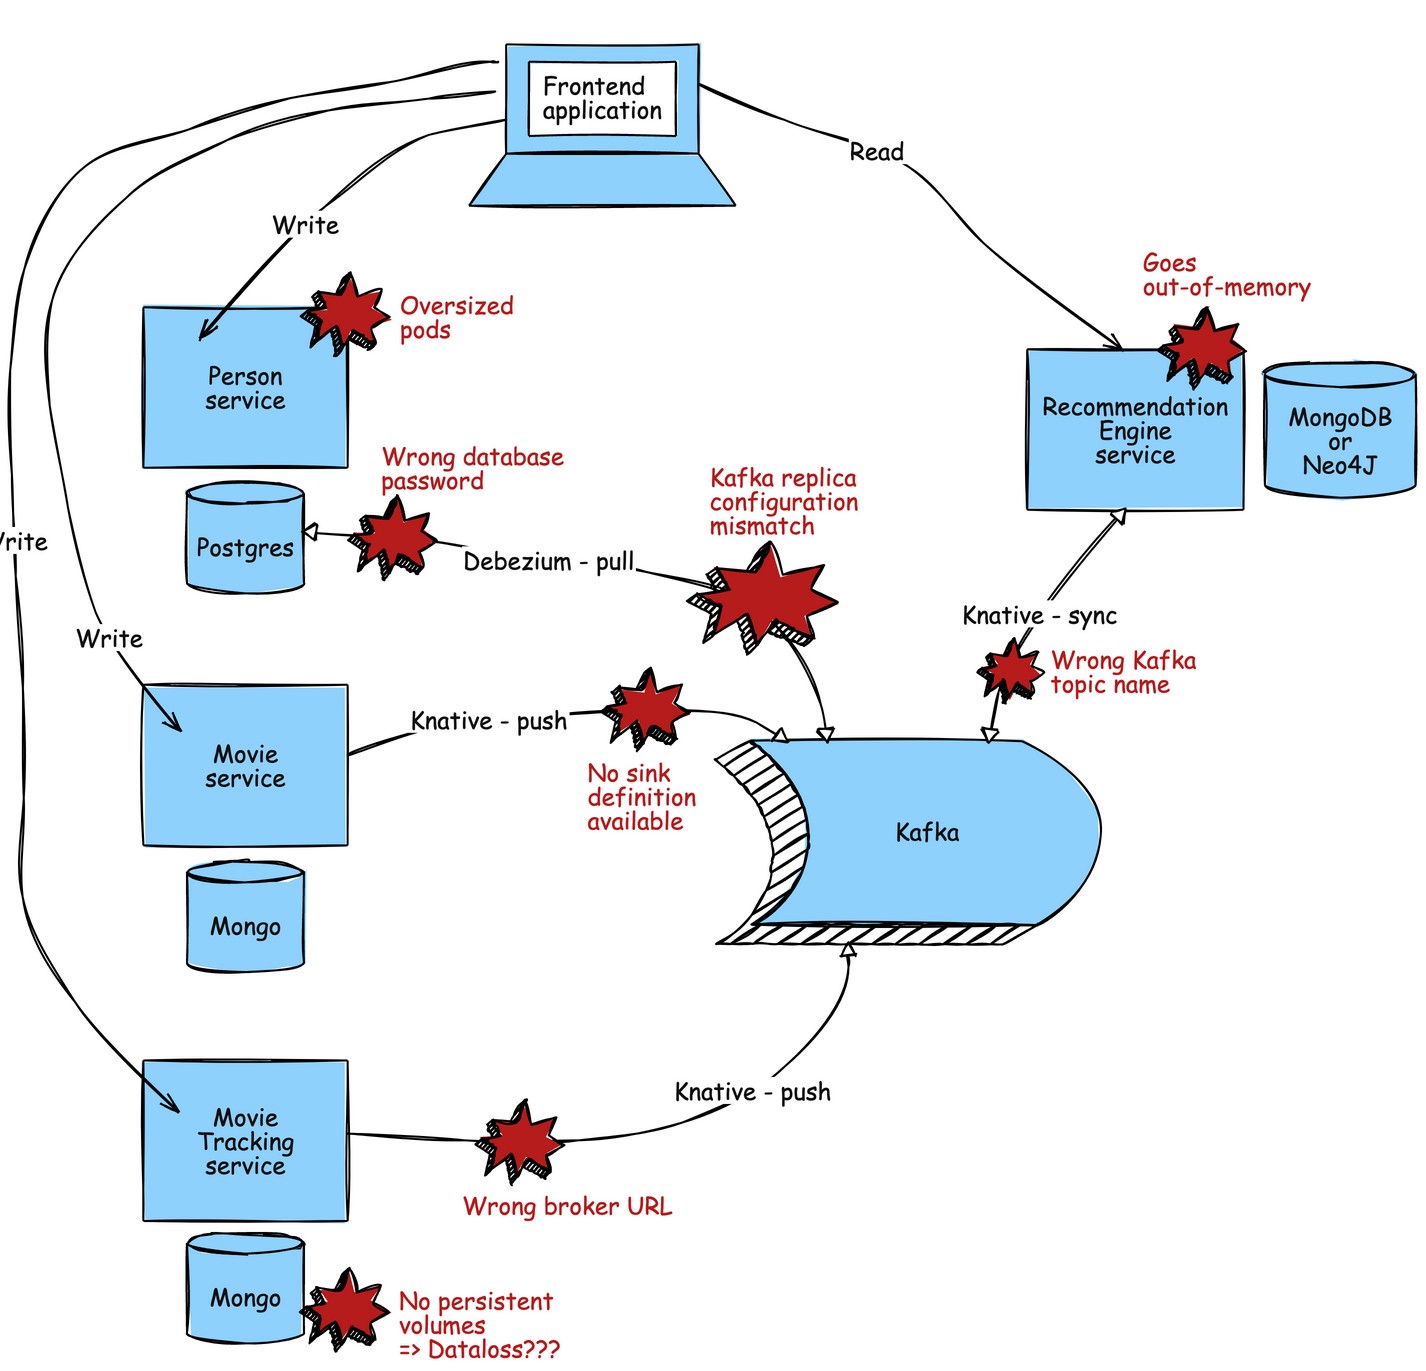 Frontend
application
Read
Write
Goes
out-of-memory
Oversized
pods
Person
service
Recommendation
Engine
service
MongoDB
or
Neo4J
Wrong database
password
Kafka replica
configuration
mismatch
Postgres
Debezium - pull
Write
Knative - sync
Wrong Kafka
topic name
Write
Knative - push
Movie
service
No sink
definition
available
Kafka
Mongo
Knative - push
Movie
Tracking
service
Wrong broker URL
Mongo
No persistent
volumes
=> Dataloss???